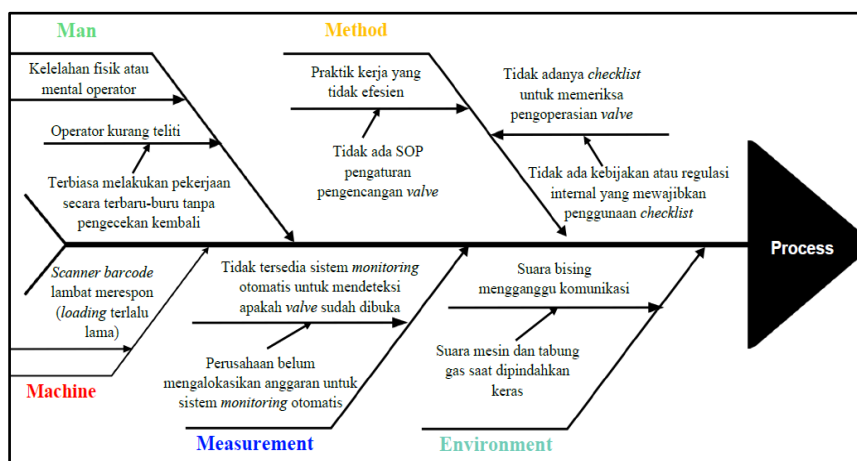 Man
Kelelahan fisik atau
mental operator
Operator kurang teliti
Terbiasa melakukan pekerjaan
secara terbaru-buru tanpa
pengecekan kembali
Method
Praktik kerja yang
tidak efesien
Tidak ada SOP
pengaturan
pengencangan valve
Tidak adanya checklist
untuk memeriksa
pengoperasian valve
Tidak ada kebijakan atau regulasi
internal yang mewajibkan
penggunaan checklist
Process
Scanner barcode
lambat merespon
(loading terlalu
lama)
Machine
Tidak tersedia sistem monitoring
otomatis untuk mendeteksi
apakah valve sudah dibuka
Perusahaan belum
mengalokasikan anggaran untuk
sistem monitoring otomatis
Measurement
Suara bising
mengganggu komunikasi
Suara mesin dan tabung
gas saat dipindahkan
keras
Environment